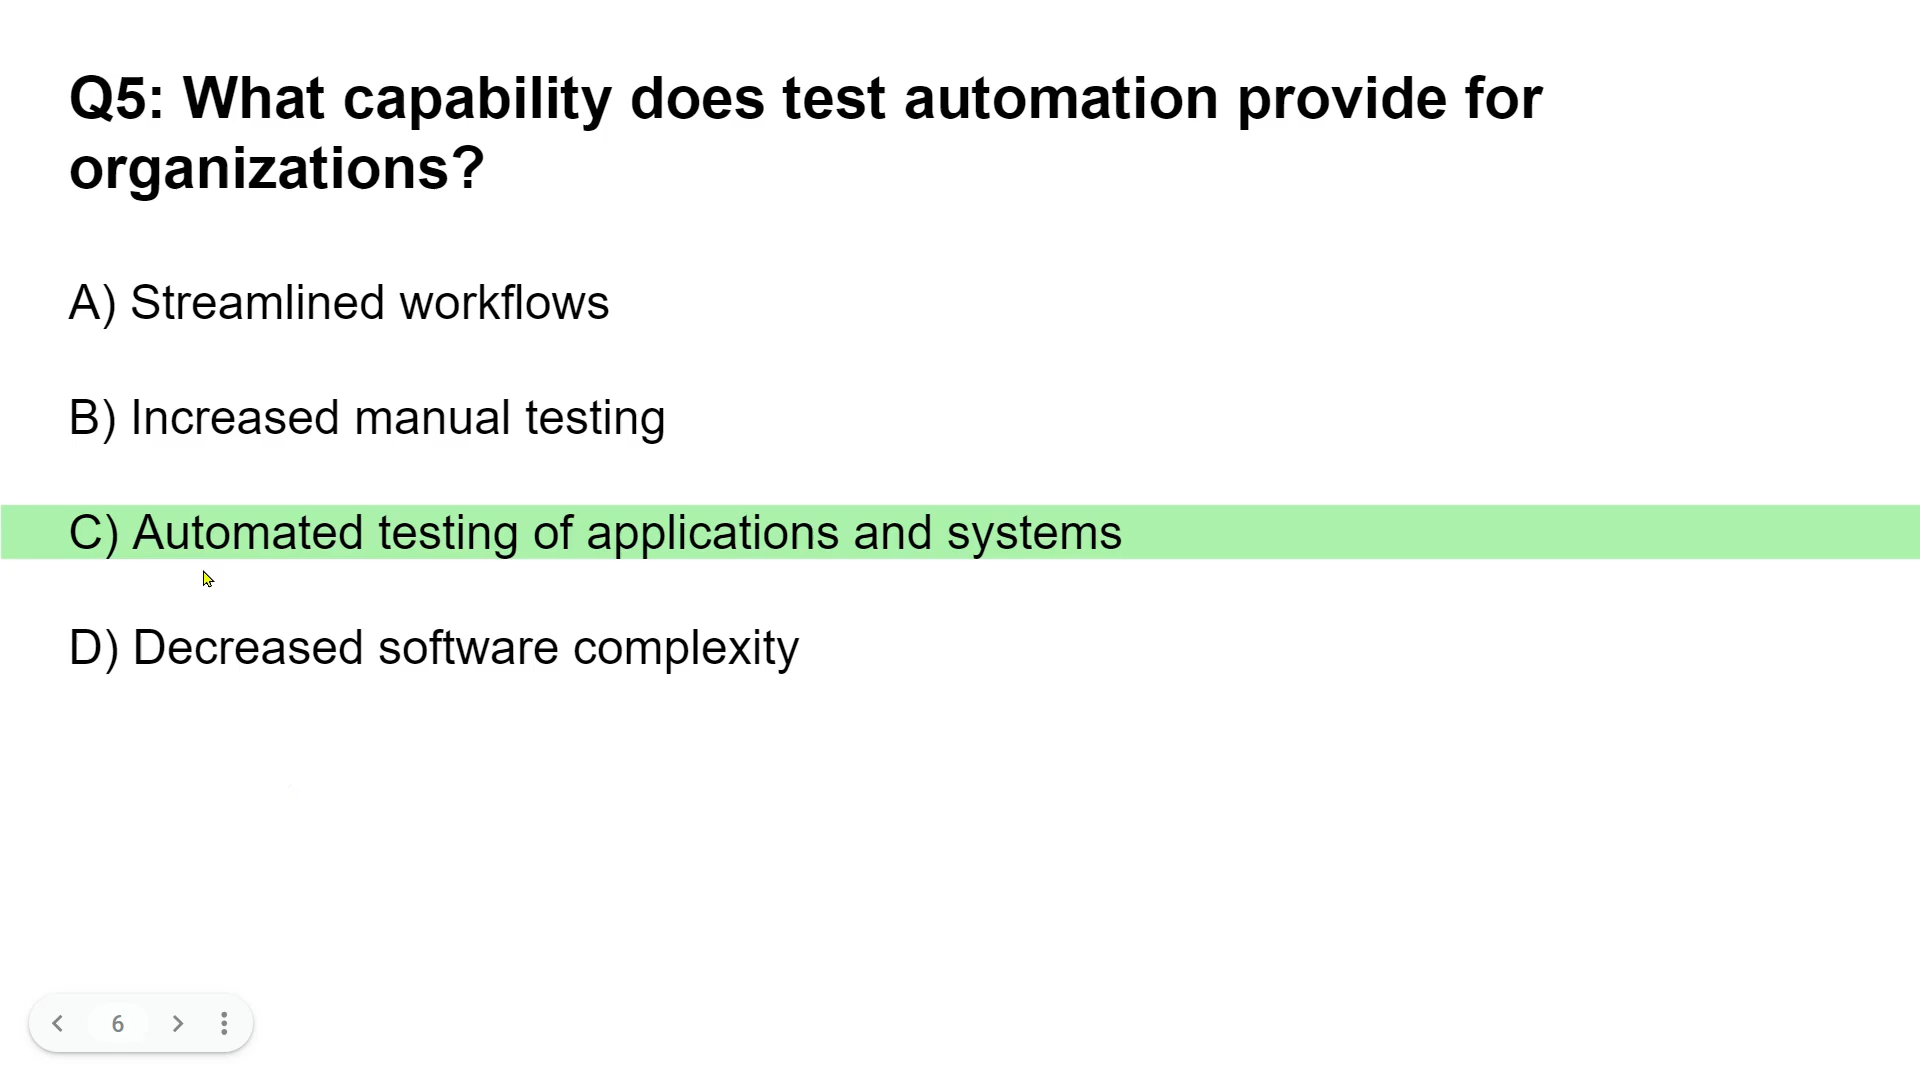 Q5: What capability does test automation provide for
organizations?
A) Streamlined workflows
B) Increased manual testing
C) Automated testing of applications and systems
D) Decreased software complexity
6